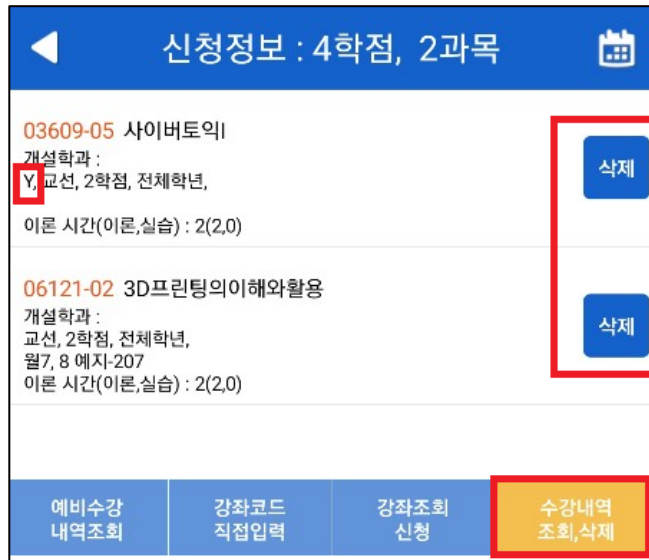 신청정보 : 4학점, 2과목
03609-05 사이버토익I
개설학과 :
Y, 교선, 2학점, 전체학년,
삭제
이론 시간(이론,실습) : 2(2,0)
06121-02 3D프린팅의이해와활용
개설학과 :
교선, 2학점, 전체학년,
삭제
월7, 8 예지-207
이론 시간(이론,실습) : 2(2,0)
예비수강
내역조회
강좌코드
직접입력
강좌조회
신청
수강내역
조회,삭제